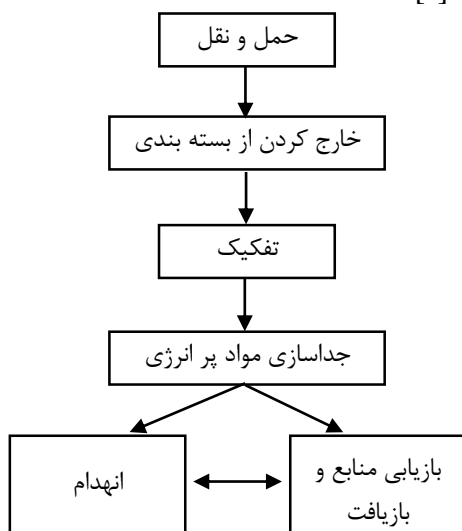 حمل و نقل
خارج کردن از بسته بندی
تفکیک
جداسازی مواد پر انرژی
بازیابی منابع و
بازیافت
انهدام